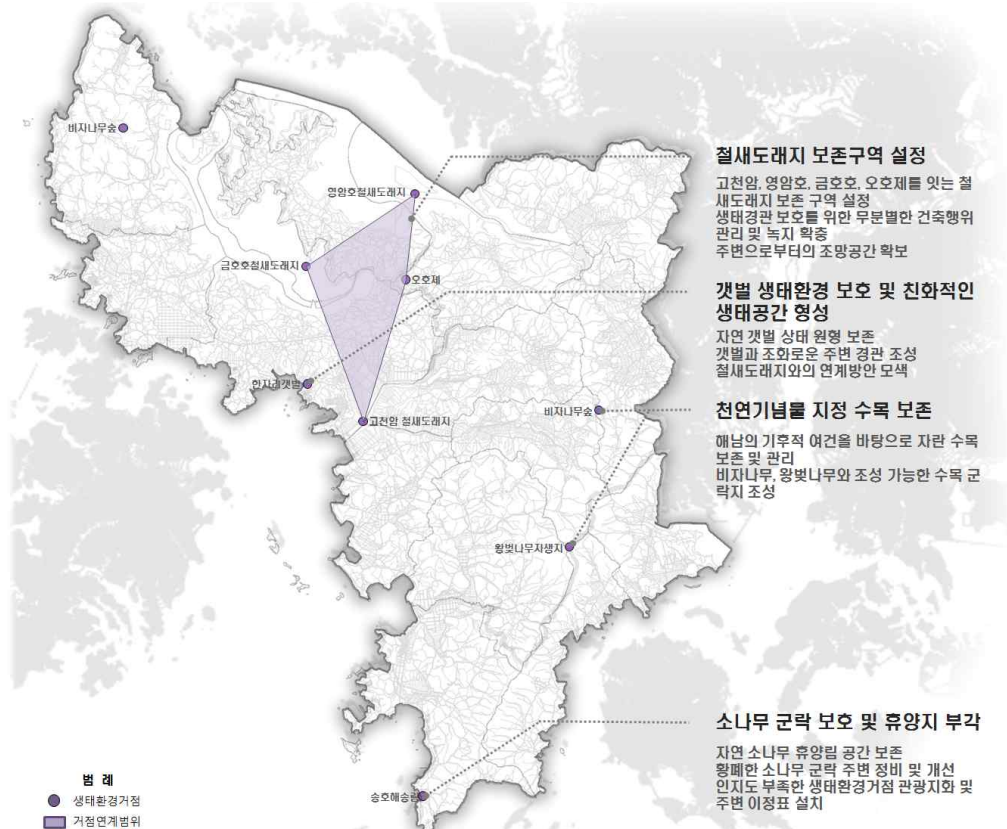 비자나무숲
영암호철새도래지
금호호철새도래지
오호제
한자리갯벌
고천암 철새도래지
비자나무숲
왕벚나무자생지
송호해송림
철새도래지 보존구역 설정
고천암, 영암호, 금호호, 오호제를 잇는 철
새도래지 보존 구역 설정
생태경관 보호를 위한 무분별한 건축행위
관리 및 녹지 확충
주변으로부터의 조망공간 확보
갯벌 생태환경 보호 및 친화적인
생태공간 형성
자연 갯벌 상태 원형 보존
갯벌과 조화로운 주변 경관 조성
철새도래지와의 연계방안 모색
천연기념물 지정 수목 보존
해남의 기후적 여건을 바탕으로 자란 수목
보존 및 관리
비자나무, 왕벚나무와 조성 가능한 수목 군
락지 조성
소나무 군락 보호 및 휴양지 부각
자연 소나무 휴양림 공간 보존
황폐한 소나무 군락 주변 정비 및 개선
인지도 부족한 생태환경거점 관광지화 및
주변 이정표 설치
범 례
생태환경거점
거점연계범위